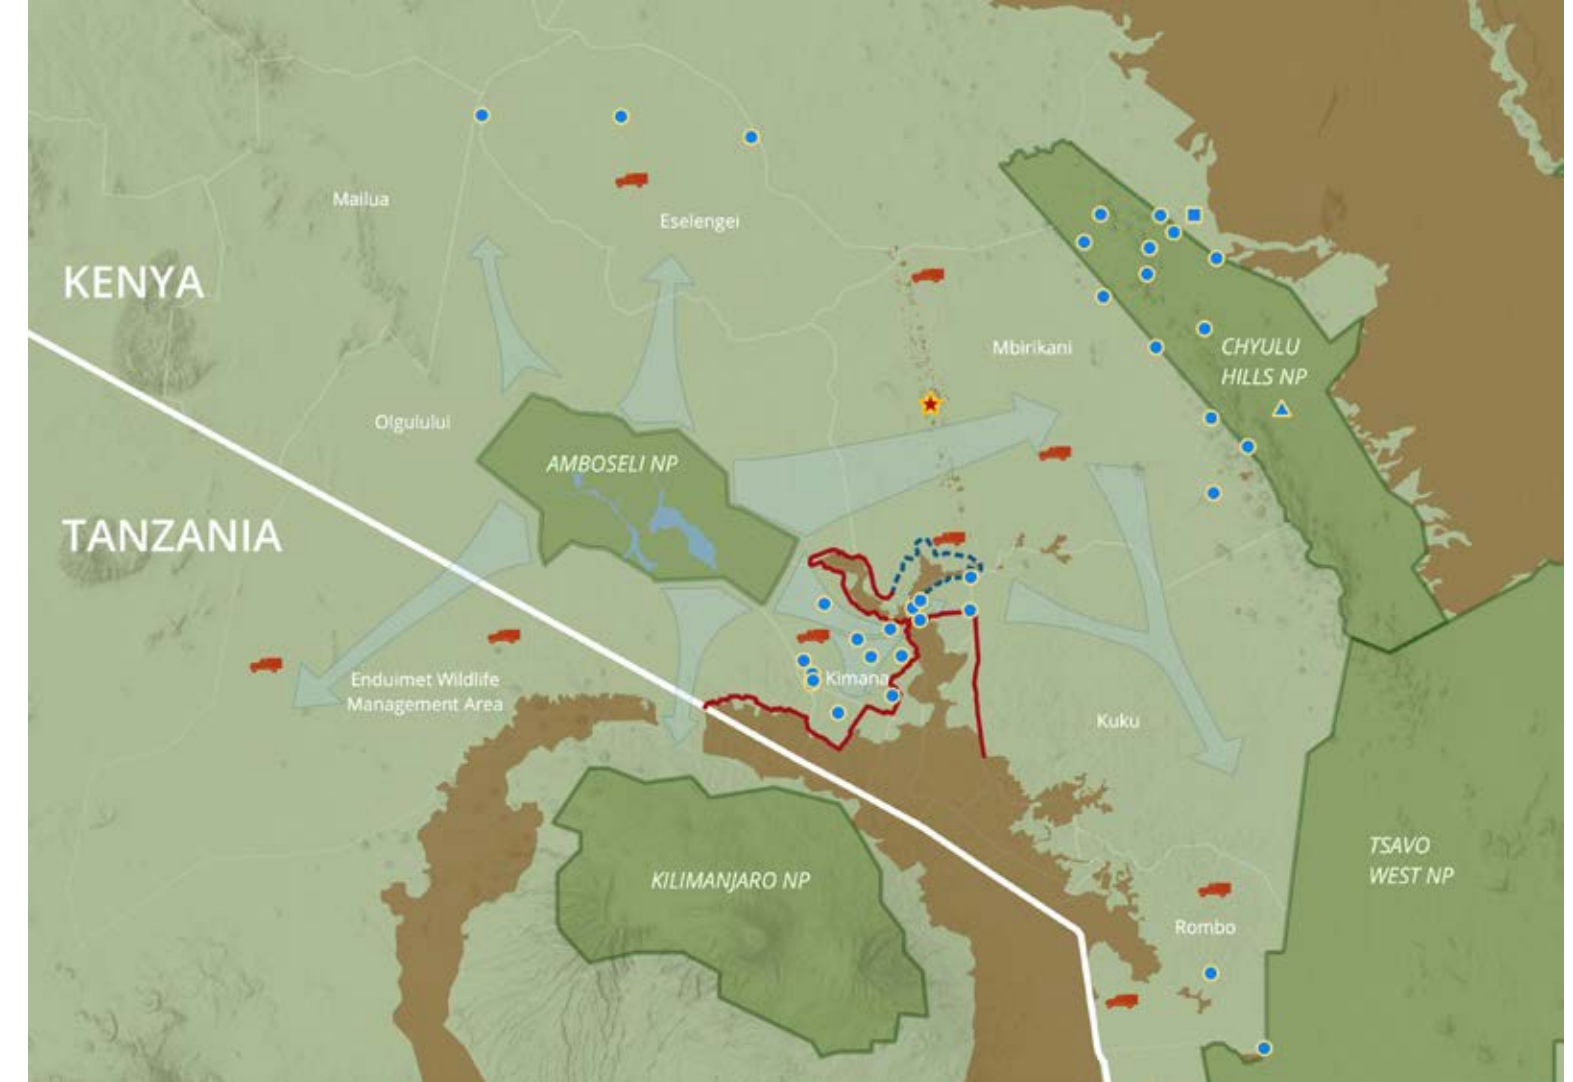 Mailua
Eselengei
KENYA
Mbirikani
CHYULU
HILLS NP
Olgulului
AMBOSELI NP
TANZANIA
Enduimet Wildlife
Management Area
Kimana
Kuku
TSAVO
WEST NP
KILIMANJARO NP
Rombo